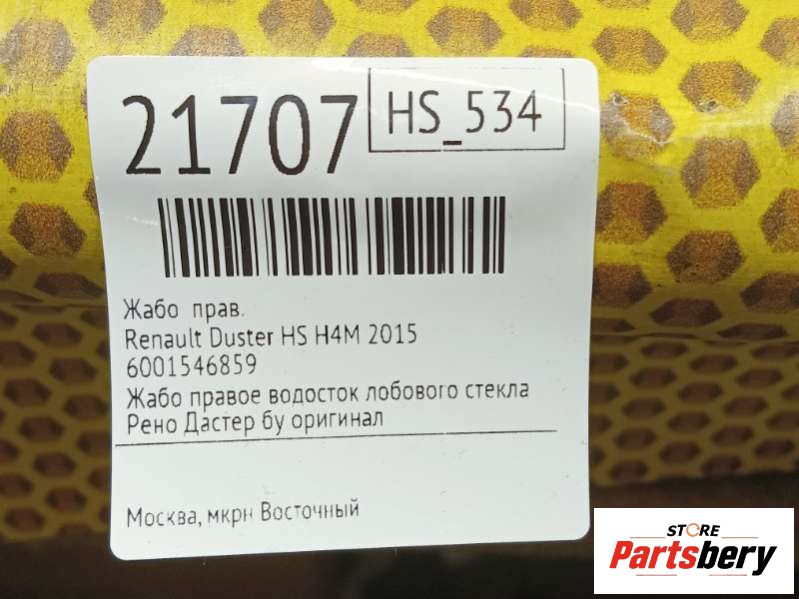 21707
HS_534
Жабо прав.
Renault Duster HS H4M 2015
6001546859
Жабо правое водосток лобового стекла
Рено Дастер бу оригинал
Москва, мкрн Восточный
STORE
Partsbery